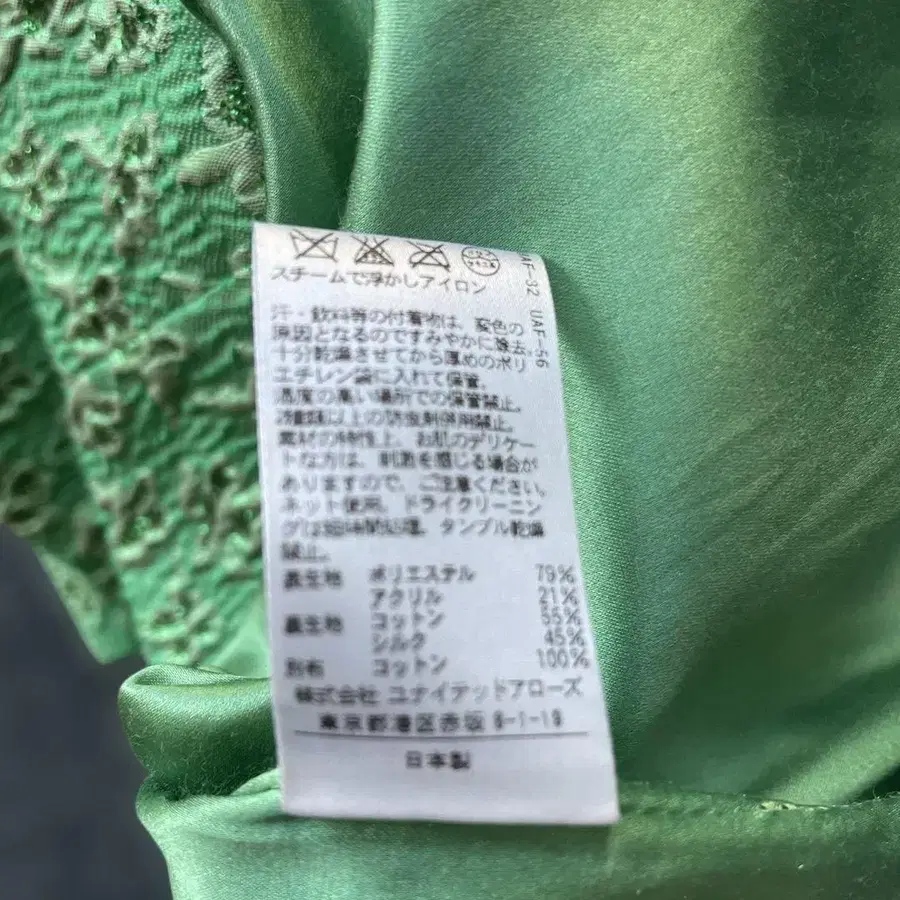 スチームで浮かしアイロン
UAF-56
AF-32
汗・飲料等の付着物は、変色の
原因となるのですみやかに除去。
十分乾燥させてから厚めのポリ
エチレン袋に入れて保管。
温度の高い場所での保管禁止。
以上の防虫剤併用禁止。
素材の特性上、お肌のデリケー
トな方は、刺激を感じる場合が
ありますので、ご注意ください。
ネット使用、ドライクリーニン
グは短時間処理、タンブル乾燥
禁止。
表生地 ポリエステル 79%
アクリル 21%
裏生地 コットン 55%
シルク 45%
別布 コットン 100%
株式会社 ユナイテッドアローズ
東京都港区赤坂 8-1-19
日本製